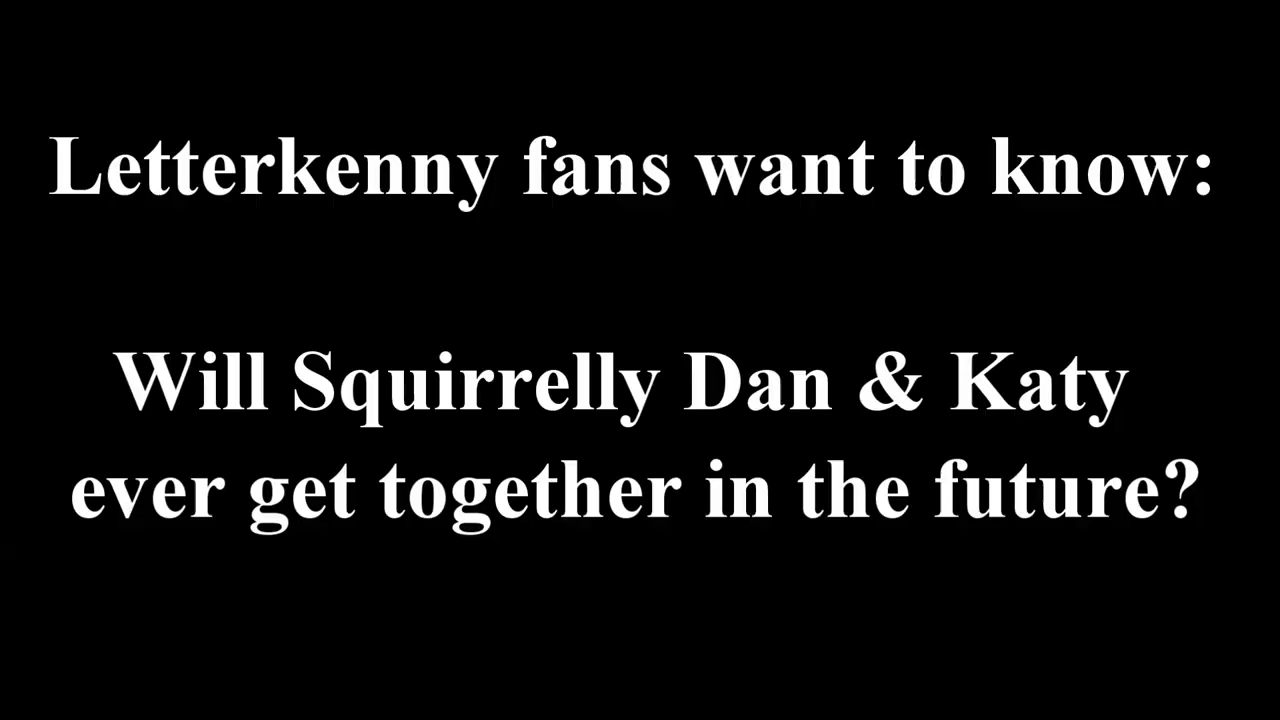 Letterkenny fans want to know:
Will Squirrelly Dan & Katy
ever get together in the future?